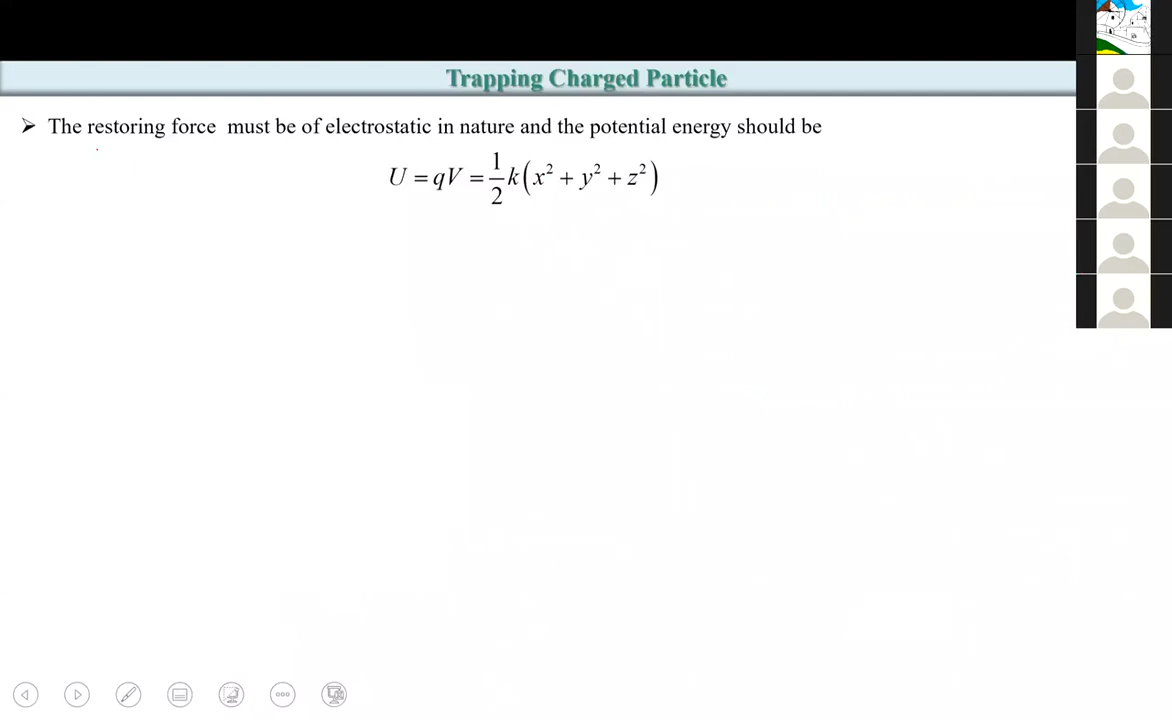 Trapping Charged Particle
➢ The restoring force must be of electrostatic in nature and the potential energy should be
U = qV = \frac{1}{2}k(x² + y² + z²)